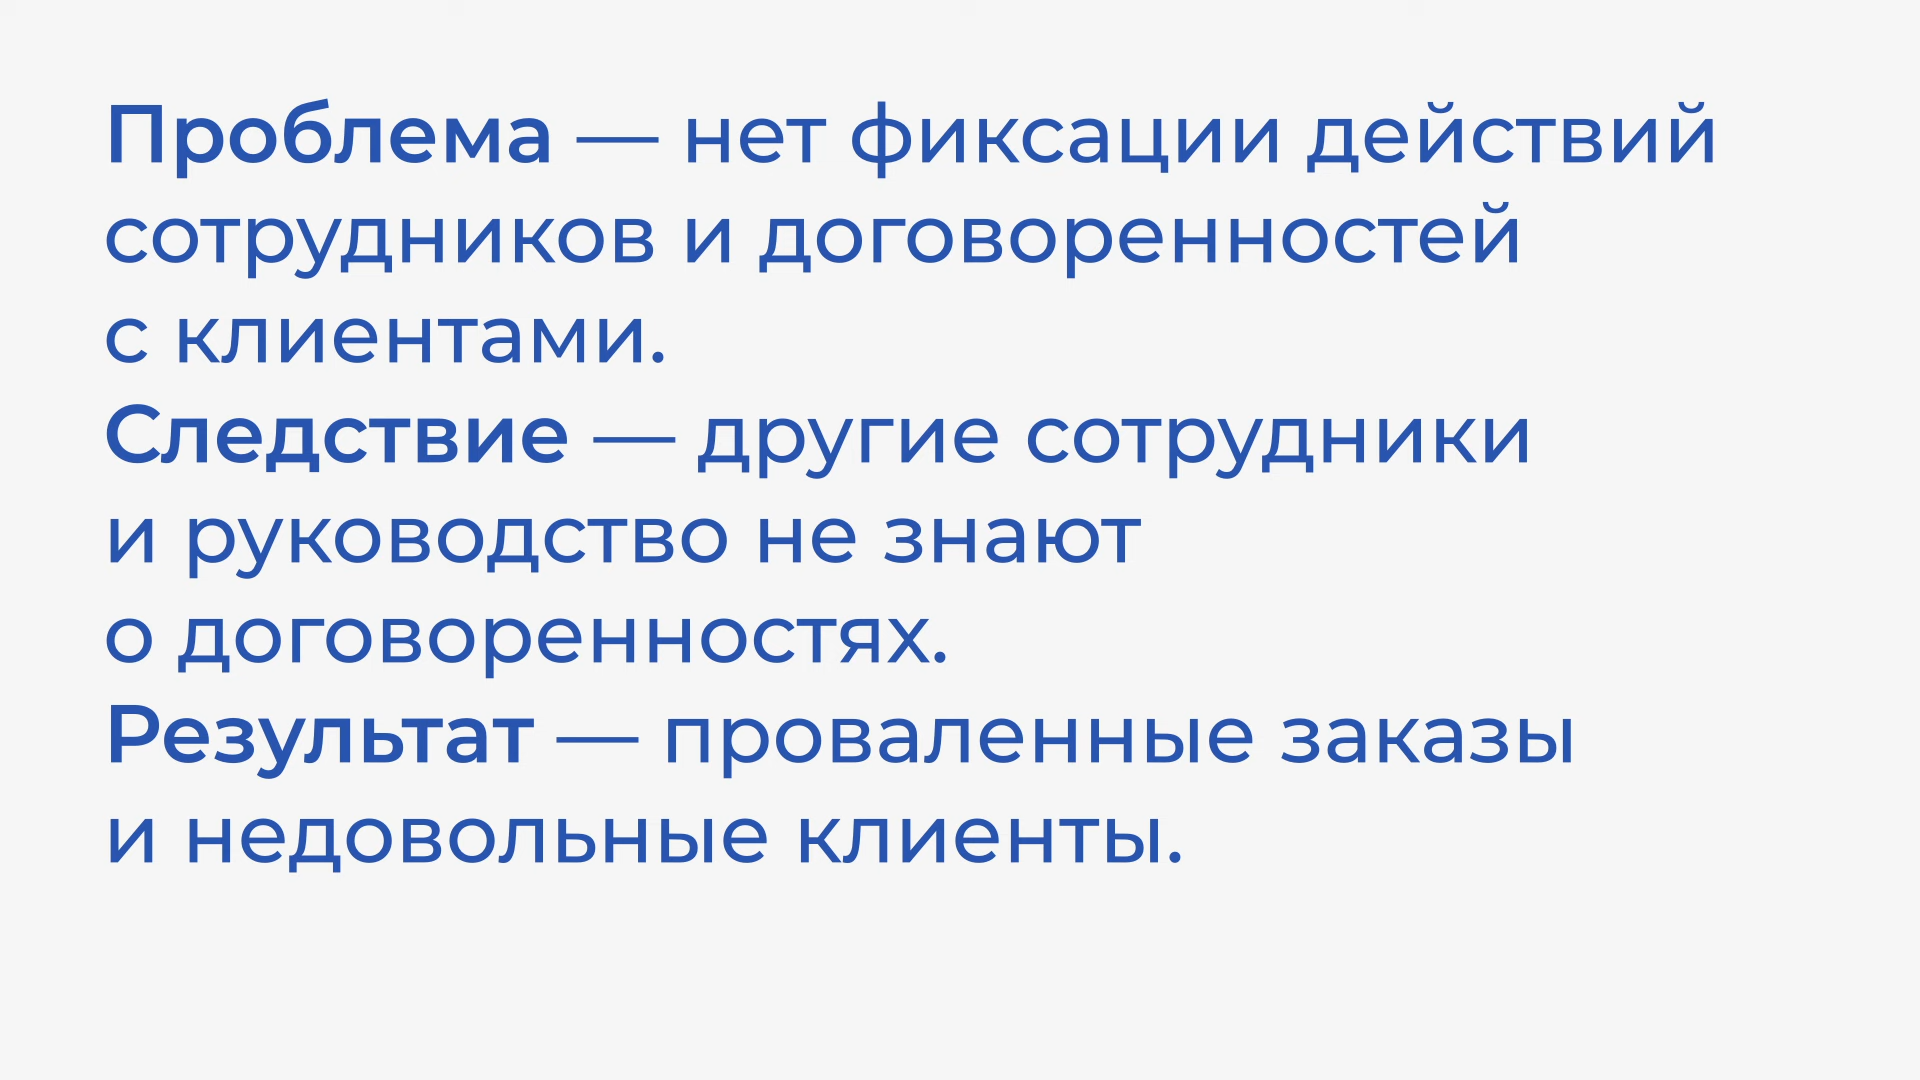 Проблема — нет фиксации действий
сотрудников и договоренностей
с клиентами.
Следствие — другие сотрудники
и руководство не знают
о договоренностях.
Результат — проваленные заказы
и недовольные клиенты.